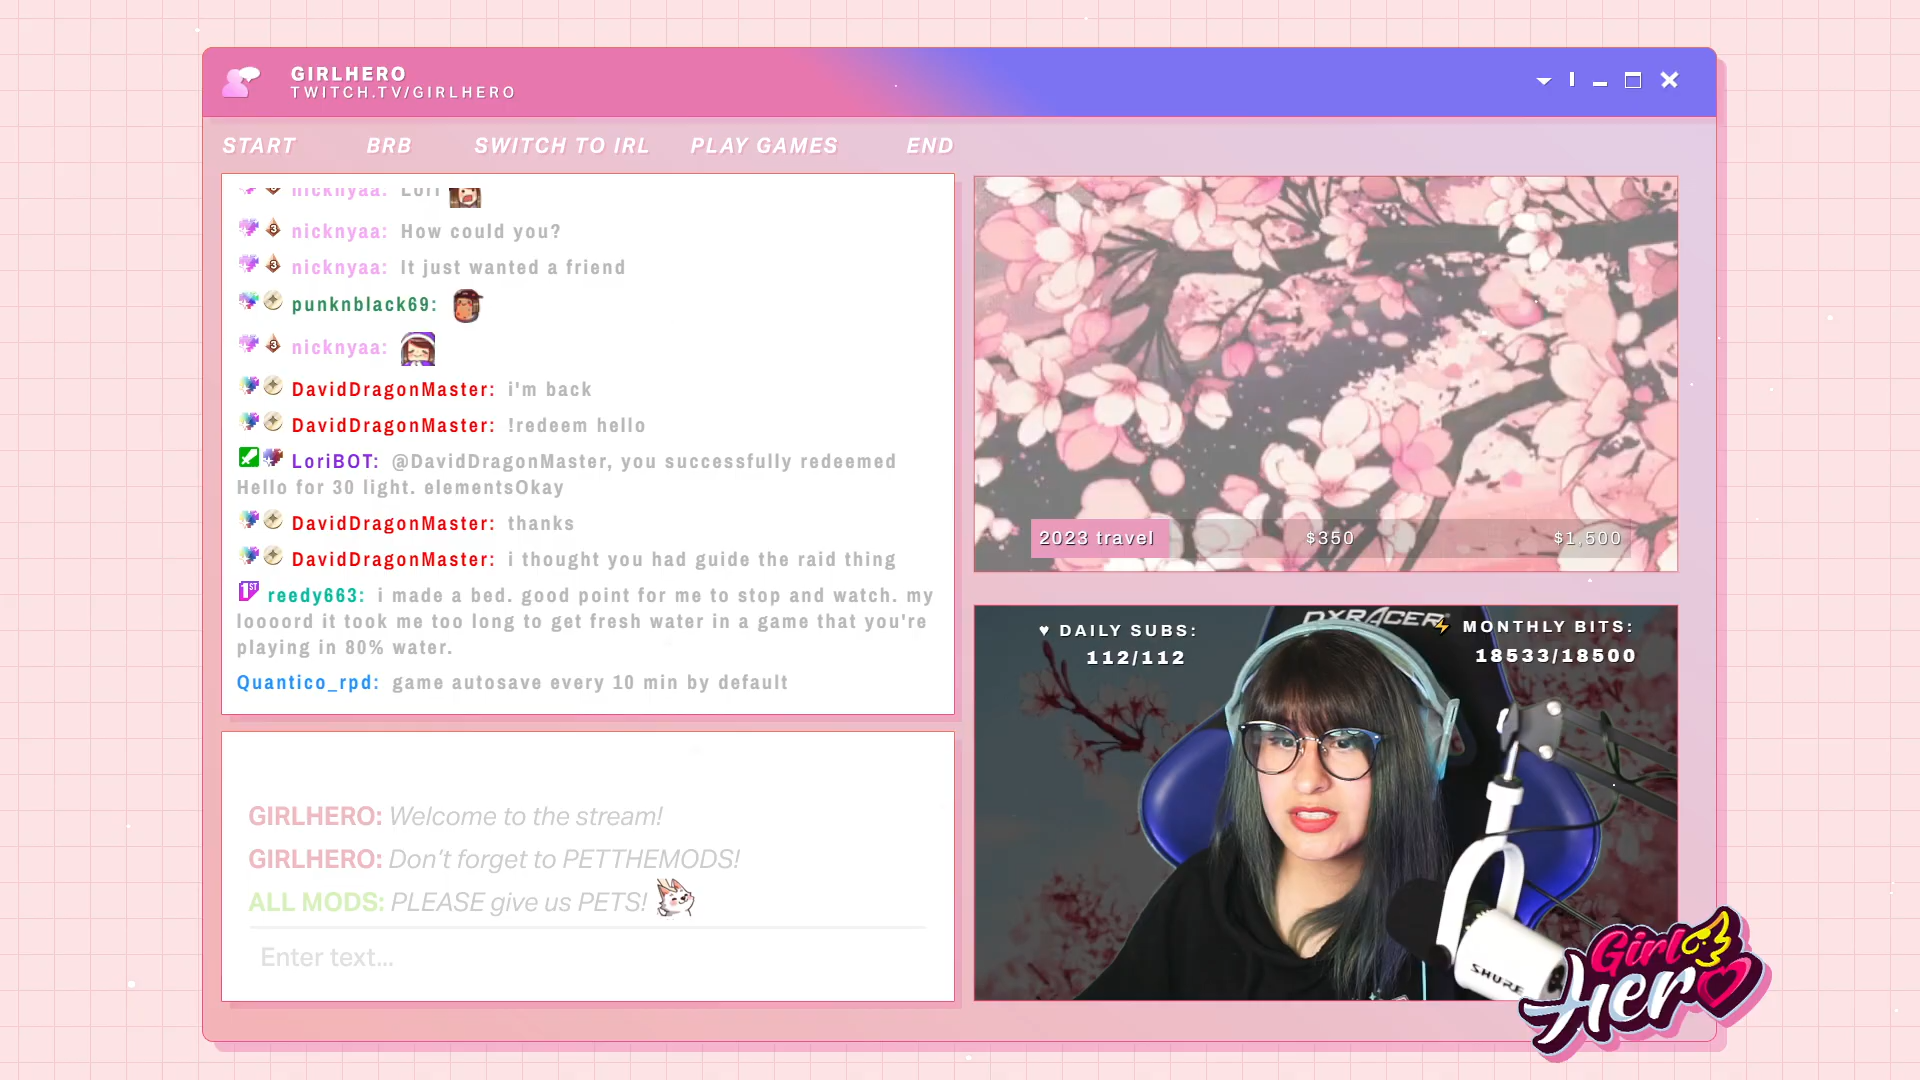 GIRLHERO
TWITCH.TV/GIRLHERO
START BRB SWITCH TO IRL PLAY GAMES END
nicknyaa: Lori
nicknyaa: How could you?
nicknyaa: It just wanted a friend
punknblack69:
nicknyaa:
DavidDragonMaster: i'm back
DavidDragonMaster: !redeem hello
LoriBOT: @DavidDragonMaster, you successfully redeemed
Hello for 30 light. elementsOkay
DavidDragonMaster: thanks
DavidDragonMaster: i thought you had guide the raid thing
1ST reedy663: i made a bed. good point for me to stop and watch. my
loooord it took me too long to get fresh water in a game that you're
playing in 80% water.
Quantico_rpd: game autosave every 10 min by default
GIRLHERO: Welcome to the stream!
GIRLHERO: Don't forget to PETTHEMODS!
ALL MODS: PLEASE give us PETS!
Enter text...
2023 travel $350 $1,500
DXRACER
♥ DAILY SUBS:
112/112
⚡ MONTHLY BITS:
18533/18500
SHURE
Girl
Hero